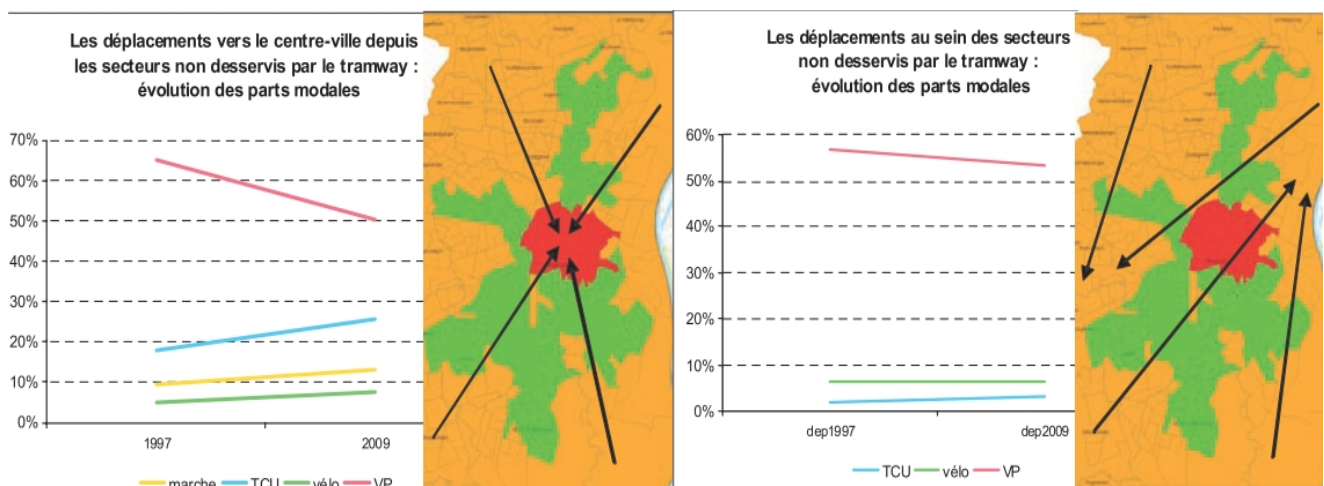 Les déplacements vers le centre-ville depuis
les secteurs non desservis par le tramway :
évolution des parts modales
70%
60%
50%
40%
30%
20%
10%
0%
1997
2009
marche
TCU
vélo
VP
Les déplacements au sein des secteurs
non desservis par le tramway :
évolution des parts modales
60%
50%
40%
30%
20%
10%
0%
dep1997
dep2009
TCU
vélo
VP